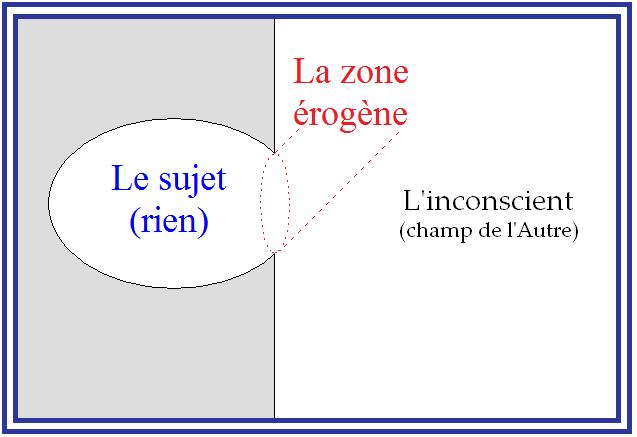 La zone
érogène
Le sujet
(rien)
L'inconscient
(champ de l'Autre)